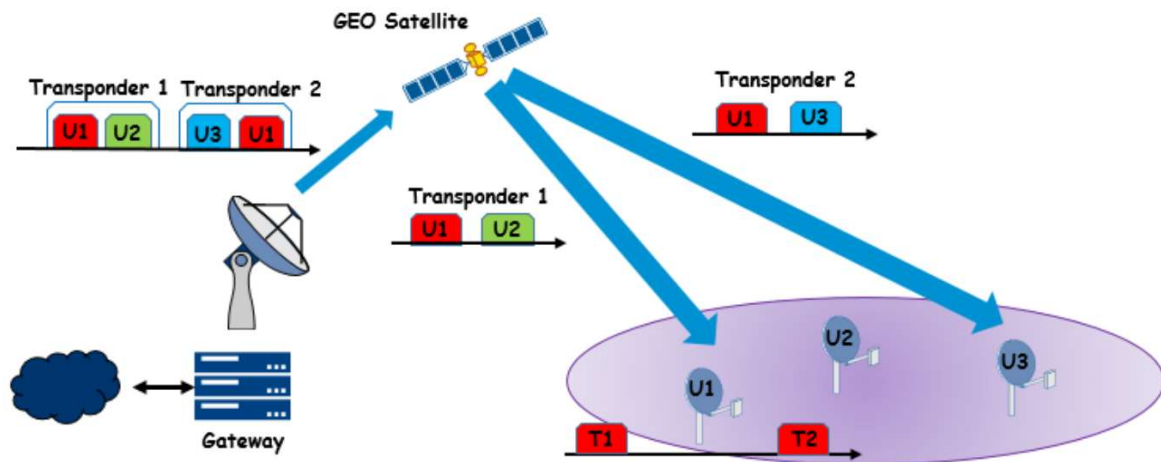 GEO Satellite
Transponder 1 Transponder 2
U1 U2 U3 U1
Transponder 2
U1 U3
Transponder 1
U1 U2
U2
U3
U1
T1 T2
Gateway